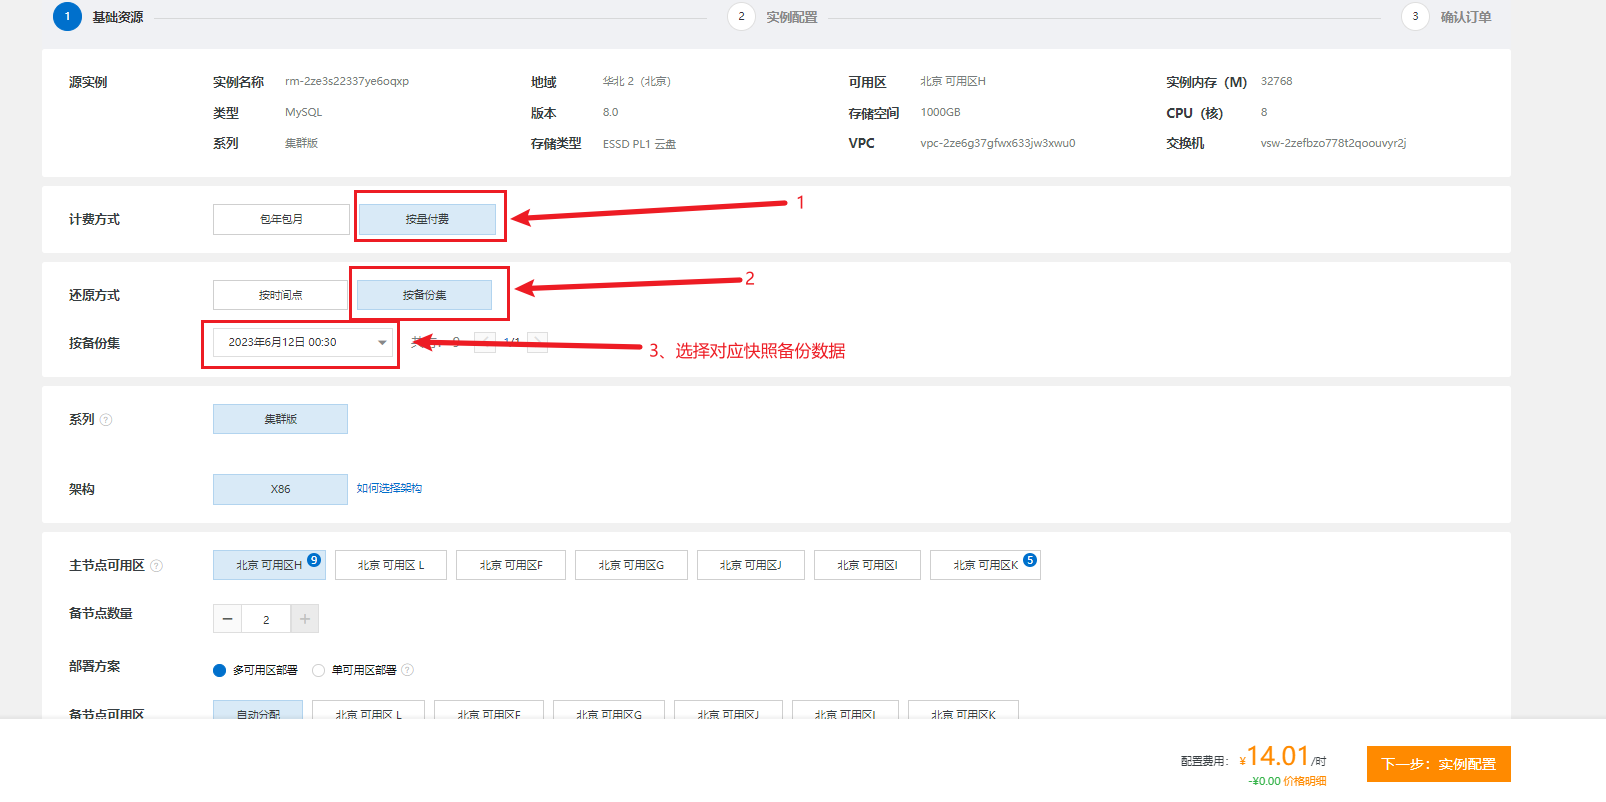 1 基础资源 2 实例配置 3 确认订单
源实例 实例名称 rm-2ze3s22337ye6oqxp 地域 华北 2（北京） 可用区 北京 可用区H 实例内存（M） 32768
类型 MySQL 版本 8.0 存储空间 1000GB CPU（核） 8
系列 集群版 存储类型 ESSD PL1 云盘 VPC vpc-2ze6g37gfwx633jw3xwu0 交换机 vsw-2zefbzo778t2qoouvyr2j
计费方式 包年包月 按量付费 1
还原方式 按时间点 按备份集 2
按备份集 2023年6月12日 00:30 1/1 3、选择对应快照备份数据
系列 ? 集群版
架构 X86 如何选择架构
主节点可用区 ? 北京 可用区H 9 北京 可用区 L 北京 可用区F 北京 可用区G 北京 可用区J 北京 可用区I 北京 可用区K 5
备节点数量 − 2 +
部署方案 多可用区部署 单可用区部署 ?
备节点可用区 自动分配 北京 可用区 L 北京 可用区F 北京 可用区G 北京 可用区J 北京 可用区I 北京 可用区K
配置费用： ¥14.01/时 下一步：实例配置
-¥0.00 价格明细